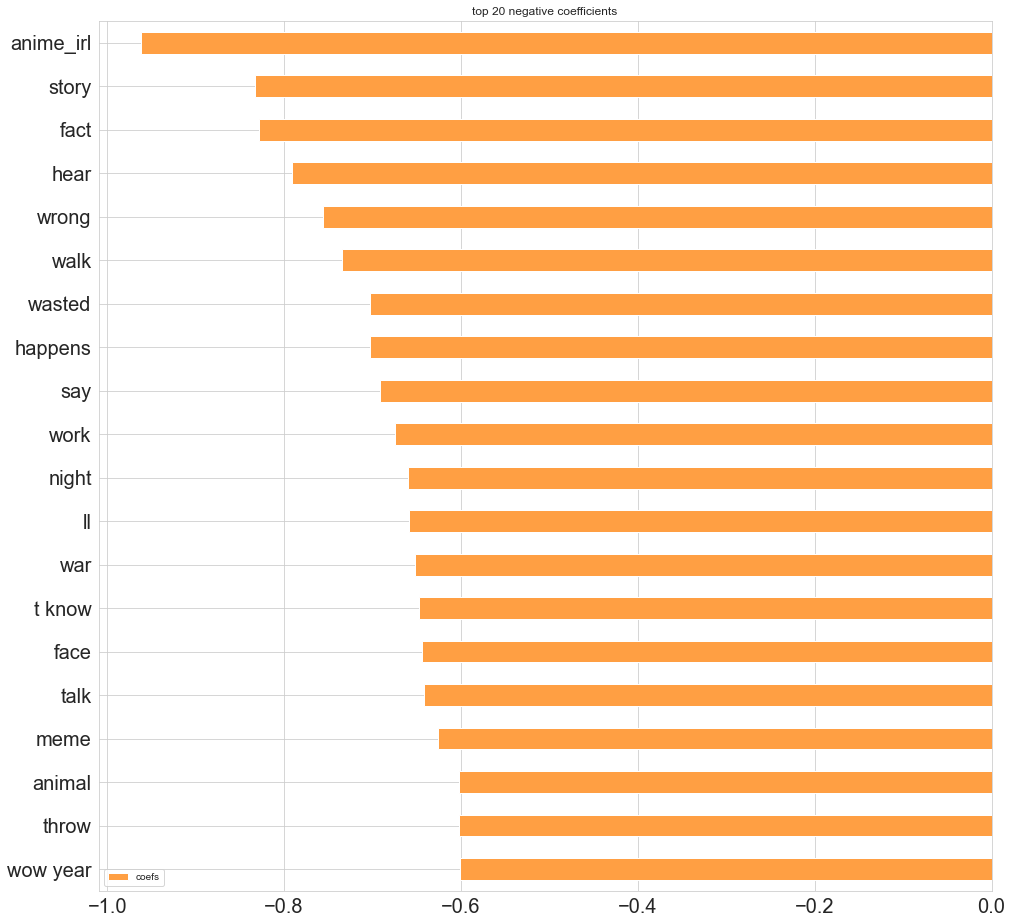 top 20 negative coefficients
anime_irl
story
fact
hear
wrong
walk
wasted
happens
say
work
night
ll
war
t know
face
talk
meme
animal
throw
wow year
coefs
−1.0 −0.8 −0.6 −0.4 −0.2 0.0